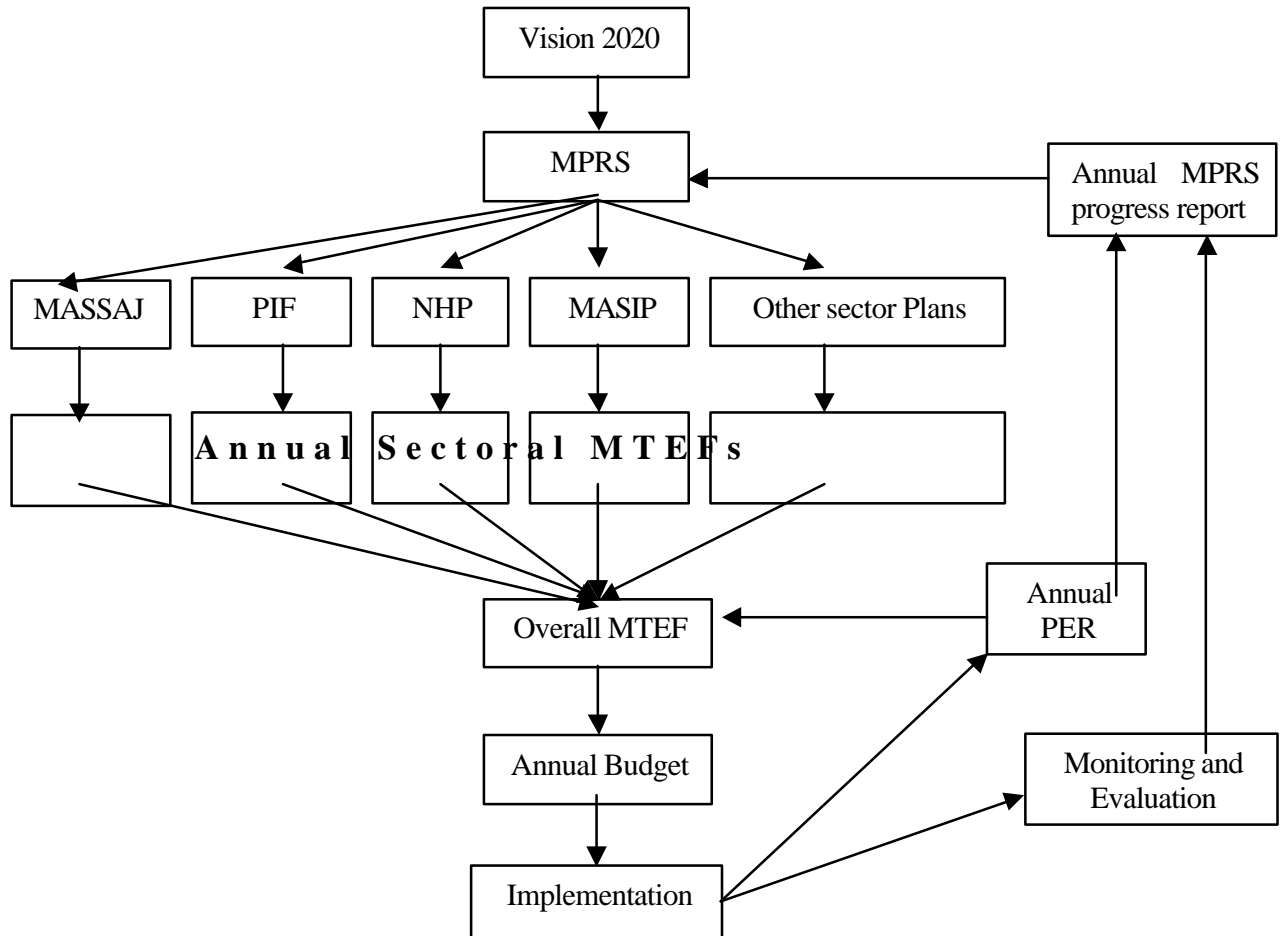 Vision 2020
MPRS
Annual MPRS
progress report
MASSAJ
PIF
NHP
MASIP
Other sector Plans
Annual Sectoral MTEFs
Overall MTEF
Annual
PER
Annual Budget
Monitoring and
Evaluation
Implementation